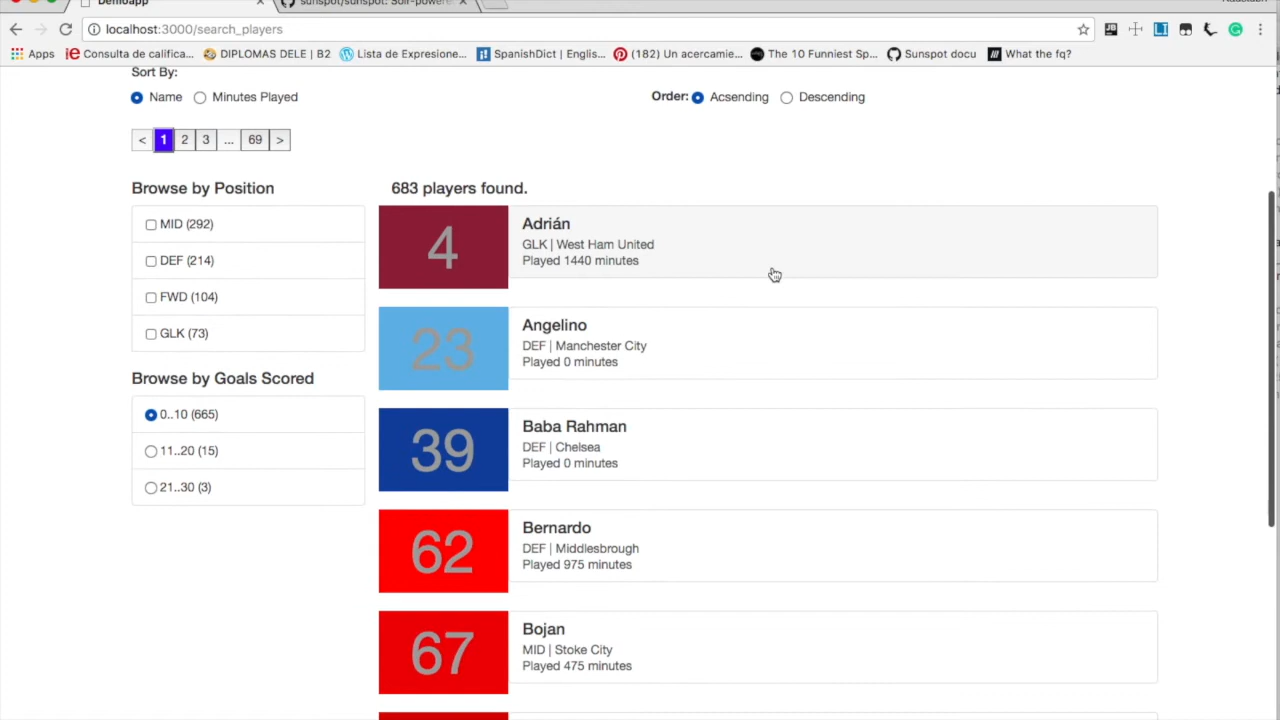 Demoapp
sunspot/sunspot: Solr-powere
localhost:3000/search_players
Apps
Consulta de califica...
DIPLOMAS DELE | B2
Lista de Expresione...
SpanishDict | Englis...
(182) Un acercamie...
The 10 Funniest Sp...
Sunspot docu
What the fq?
Sort By:
Name
Minutes Played
Order:
Acsending
Descending
< 1 2 3 ... 69 >
Browse by Position
MID (292)
DEF (214)
FWD (104)
GLK (73)
Browse by Goals Scored
0..10 (665)
11..20 (15)
21..30 (3)
683 players found.
4
Adrián
GLK | West Ham United
Played 1440 minutes
23
Angelino
DEF | Manchester City
Played 0 minutes
39
Baba Rahman
DEF | Chelsea
Played 0 minutes
62
Bernardo
DEF | Middlesbrough
Played 975 minutes
67
Bojan
MID | Stoke City
Played 475 minutes